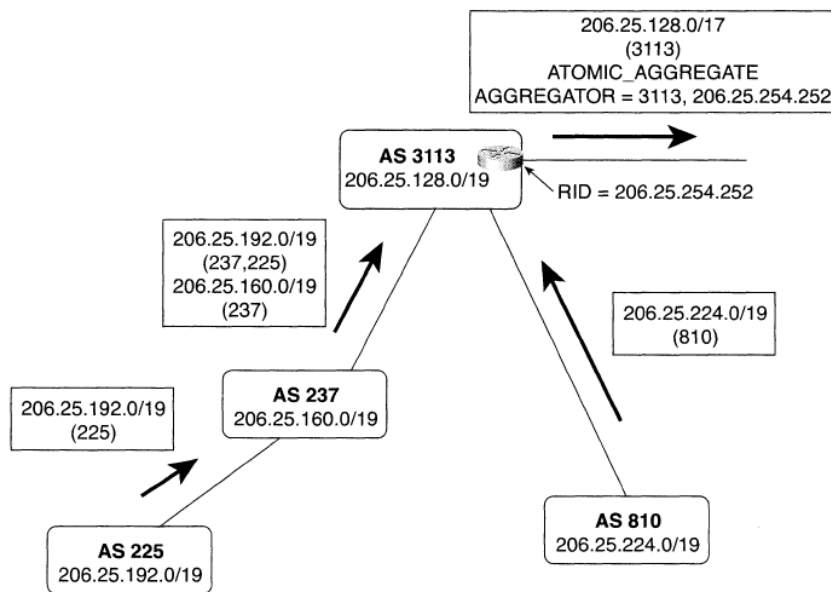 206.25.128.0/17
(3113)
ATOMIC_AGGREGATE
AGGREGATOR = 3113, 206.25.254.252
AS 3113
206.25.128.0/19
RID = 206.25.254.252
206.25.192.0/19
(237,225)
206.25.160.0/19
(237)
206.25.224.0/19
(810)
AS 237
206.25.160.0/19
206.25.192.0/19
(225)
AS 810
206.25.224.0/19
AS 225
206.25.192.0/19